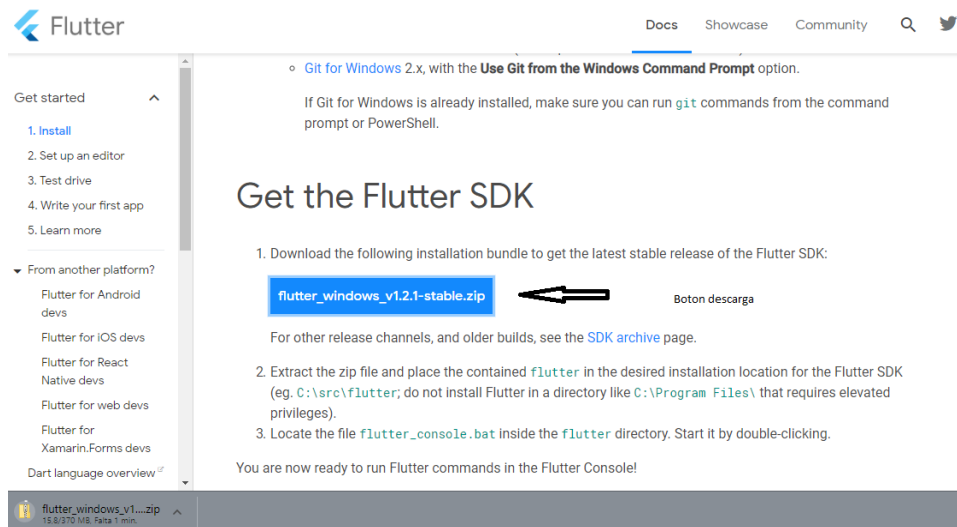 Flutter
Docs
Showcase
Community
Git for Windows 2.x, with the Use Git from the Windows Command Prompt option.
If Git for Windows is already installed, make sure you can run git commands from the command
prompt or PowerShell.
Get started
1. Install
2. Set up an editor
3. Test drive
4. Write your first app
5. Learn more
From another platform?
Flutter for Android
devs
Flutter for iOS devs
Flutter for React
Native devs
Flutter for web devs
Flutter for
Xamarin.Forms devs
Dart language overview
Get the Flutter SDK
1. Download the following installation bundle to get the latest stable release of the Flutter SDK:
flutter_windows_v1.2.1-stable.zip
Boton descarga
For other release channels, and older builds, see the SDK archive page.
2. Extract the zip file and place the contained flutter in the desired installation location for the Flutter SDK
(eg. C:\src\flutter; do not install Flutter in a directory like C:\Program Files\ that requires elevated
privileges).
3. Locate the file flutter_console.bat inside the flutter directory. Start it by double-clicking.
You are now ready to run Flutter commands in the Flutter Console!
flutter_windows_v1....zip
15,8/370 MB. Falta 1 min.